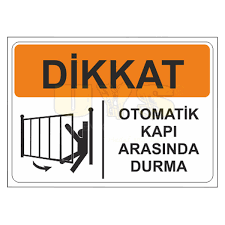 DİKKAT
OTOMATİK
KAPI
ARASINDA
DURMA